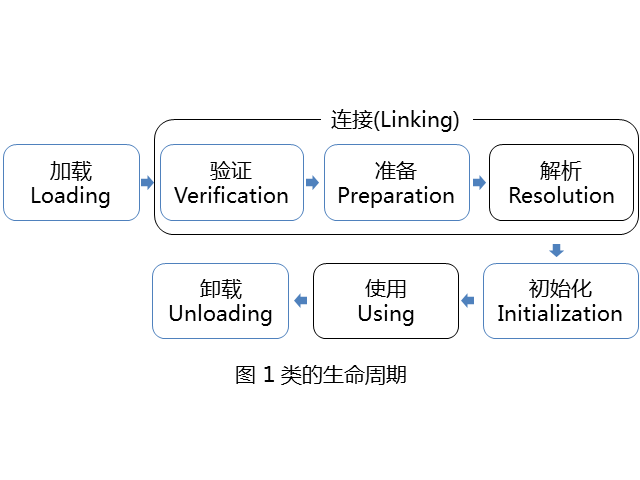 连接(Linking)
加载
Loading
验证
Verification
准备
Preparation
解析
Resolution
卸载
Unloading
使用
Using
初始化
Initialization
图 1 类的生命周期